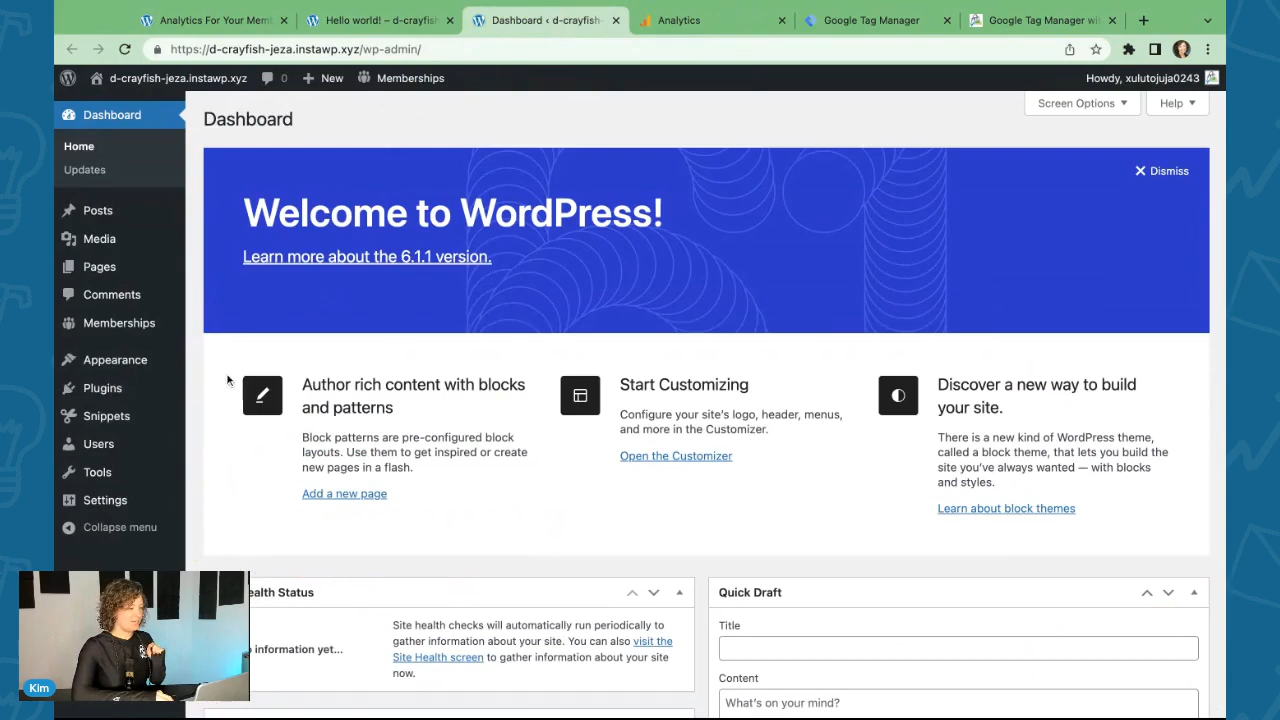 Analytics For Your Memb
Hello world! – d-crayfish-
Dashboard ‹ d-crayfish-
Analytics
Google Tag Manager
Google Tag Manager wit
https://d-crayfish-jeza.instawp.xyz/wp-admin/
d-crayfish-jeza.instawp.xyz
0
New
Memberships
Howdy, xulutojuja0243
Dashboard
Home
Updates
Posts
Media
Pages
Comments
Memberships
Appearance
Plugins
Snippets
Users
Tools
Settings
Collapse menu
Dashboard
Screen Options
Help
Welcome to WordPress!
Learn more about the 6.1.1 version.
Dismiss
Author rich content with blocks
and patterns
Block patterns are pre-configured block
layouts. Use them to get inspired or create
new pages in a flash.
Add a new page
Start Customizing
Configure your site's logo, header, menus,
and more in the Customizer.
Open the Customizer
Discover a new way to build
your site.
There is a new kind of WordPress theme,
called a block theme, that lets you build the
site you've always wanted — with blocks
and styles.
Learn about block themes
ealth Status
information yet...
Site health checks will automatically run periodically to
gather information about your site. You can also visit the
Site Health screen to gather information about your site
now.
Quick Draft
Title
Content
What's on your mind?
Kim